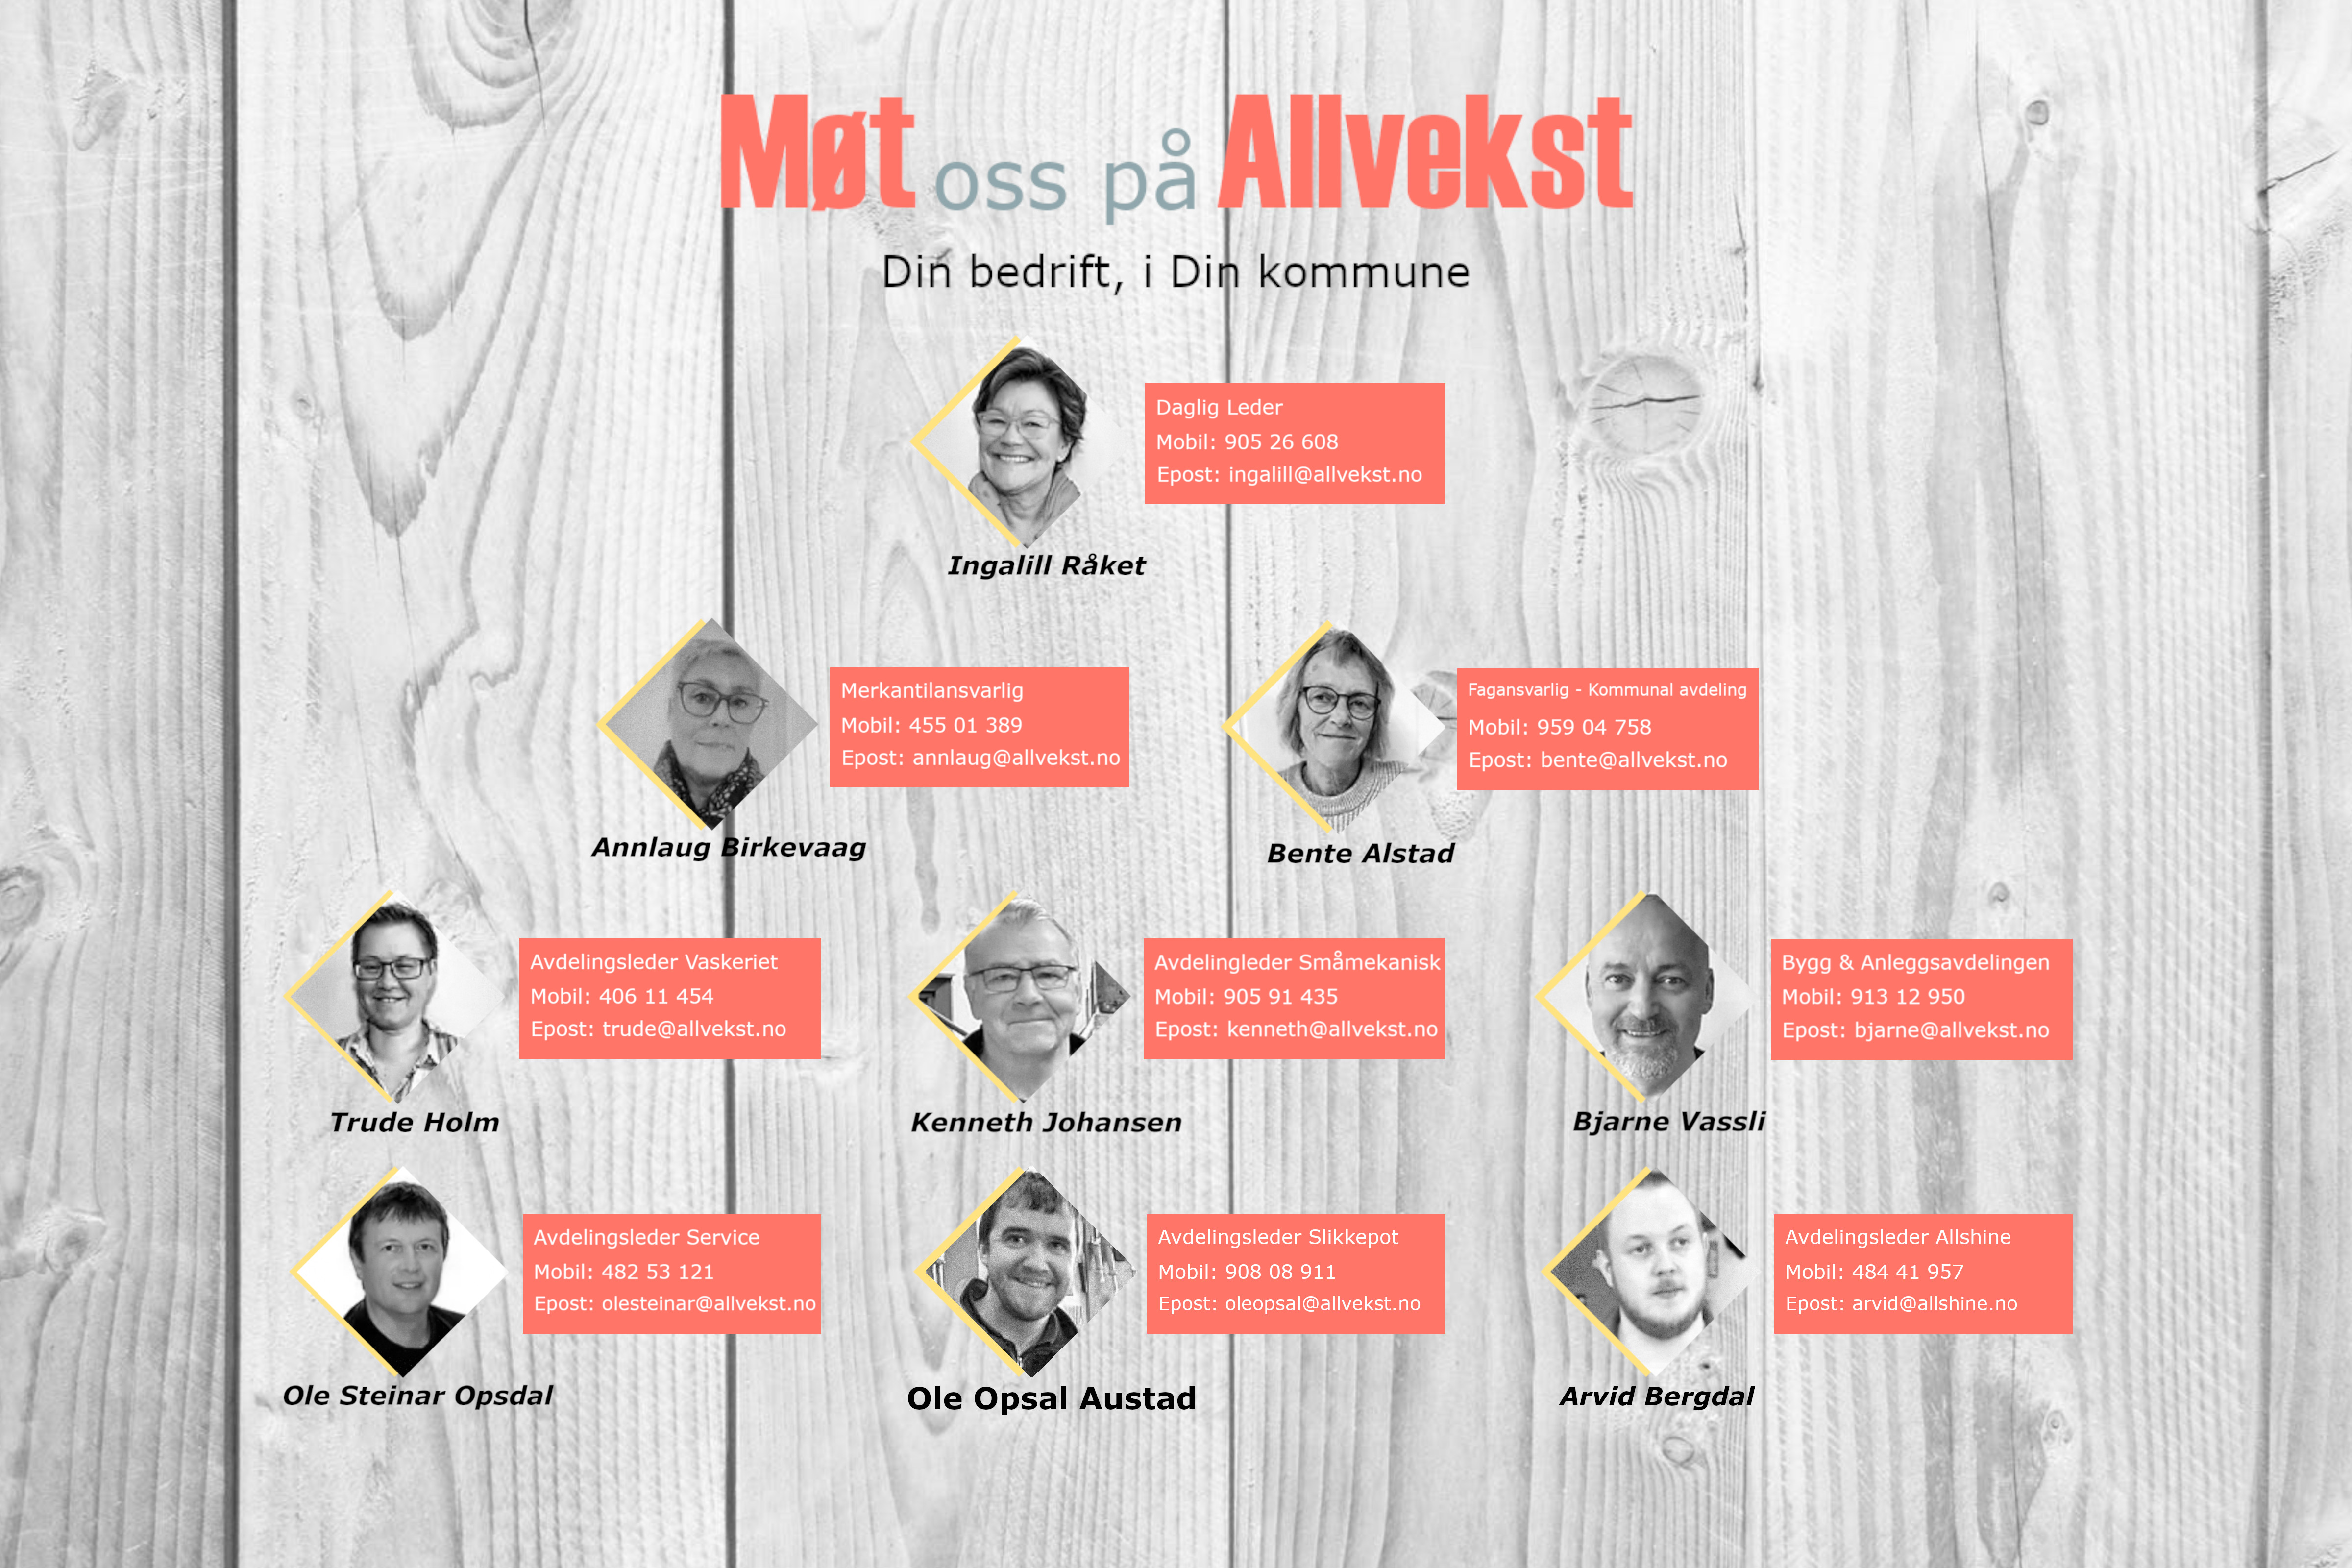 Møt oss på Allvekst
Din bedrift, i Din kommune
Daglig Leder
Mobil: 905 26 608
Epost: ingalill@allvekst.no
Ingalill Råket
Merkantilansvarlig
Mobil: 455 01 389
Epost: annlaug@allvekst.no
Annlaug Birkevaag
Fagansvarlig - Kommunal avdeling
Mobil: 959 04 758
Epost: bente@allvekst.no
Bente Alstad
Avdelingsleder Vaskeriet
Mobil: 406 11 454
Epost: trude@allvekst.no
Trude Holm
Avdelingleder Småmekanisk
Mobil: 905 91 435
Epost: kenneth@allvekst.no
Kenneth Johansen
Bygg & Anleggsavdelingen
Mobil: 913 12 950
Epost: bjarne@allvekst.no
Bjarne Vassli
Avdelingsleder Service
Mobil: 482 53 121
Epost: olesteinar@allvekst.no
Ole Steinar Opsdal
Avdelingsleder Slikkepot
Mobil: 908 08 911
Epost: oleopsal@allvekst.no
Ole Opsal Austad
Avdelingsleder Allshine
Mobil: 484 41 957
Epost: arvid@allshine.no
Arvid Bergdal